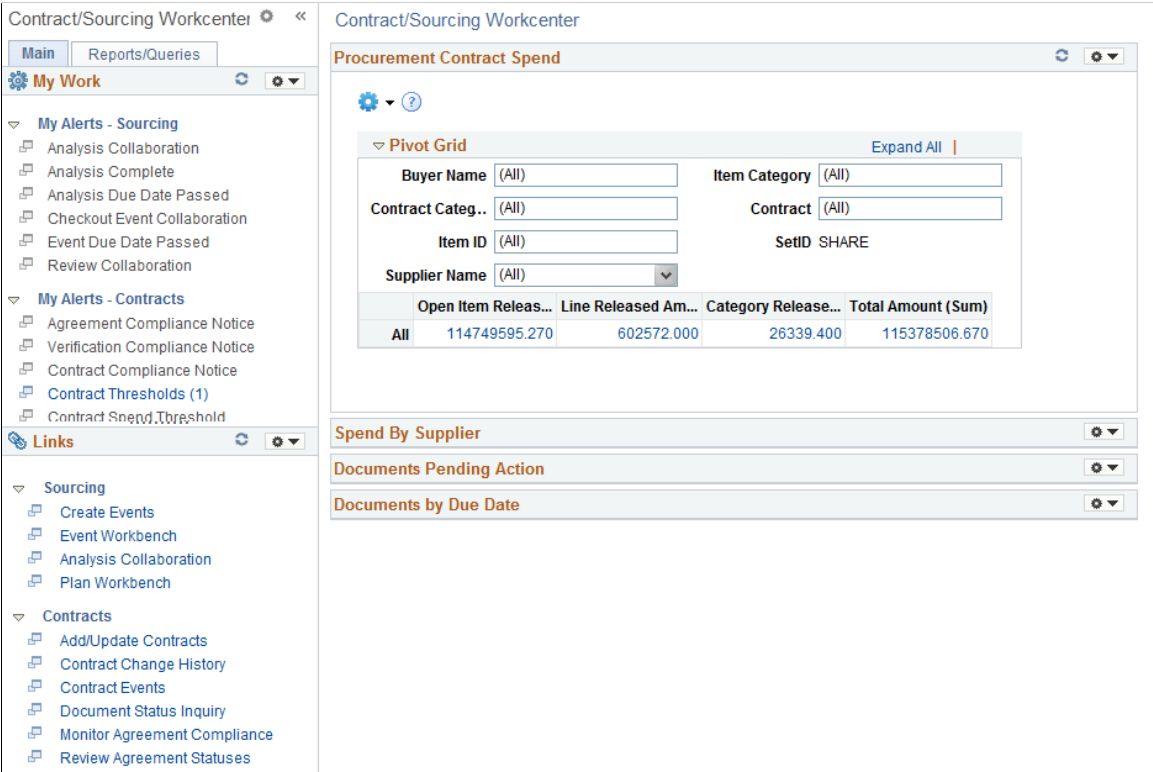 Contract/Sourcing Workcenter
Main
Reports/Queries
My Work
My Alerts - Sourcing
Analysis Collaboration
Analysis Complete
Analysis Due Date Passed
Checkout Event Collaboration
Event Due Date Passed
Review Collaboration
My Alerts - Contracts
Agreement Compliance Notice
Verification Compliance Notice
Contract Compliance Notice
Contract Thresholds (1)
Contract Spend Threshold
Links
Sourcing
Create Events
Event Workbench
Analysis Collaboration
Plan Workbench
Contracts
Add/Update Contracts
Contract Change History
Contract Events
Document Status Inquiry
Monitor Agreement Compliance
Review Agreement Statuses
Contract/Sourcing Workcenter
Procurement Contract Spend
Pivot Grid
Expand All |
Buyer Name (All) Item Category (All)
Contract Categ... (All) Contract (All)
Item ID (All) SetID SHARE
Supplier Name (All)
Open Item Releas... Line Released Am... Category Release... Total Amount (Sum)
All 114749595.270 602572.000 26339.400 115378506.670
Spend By Supplier
Documents Pending Action
Documents by Due Date